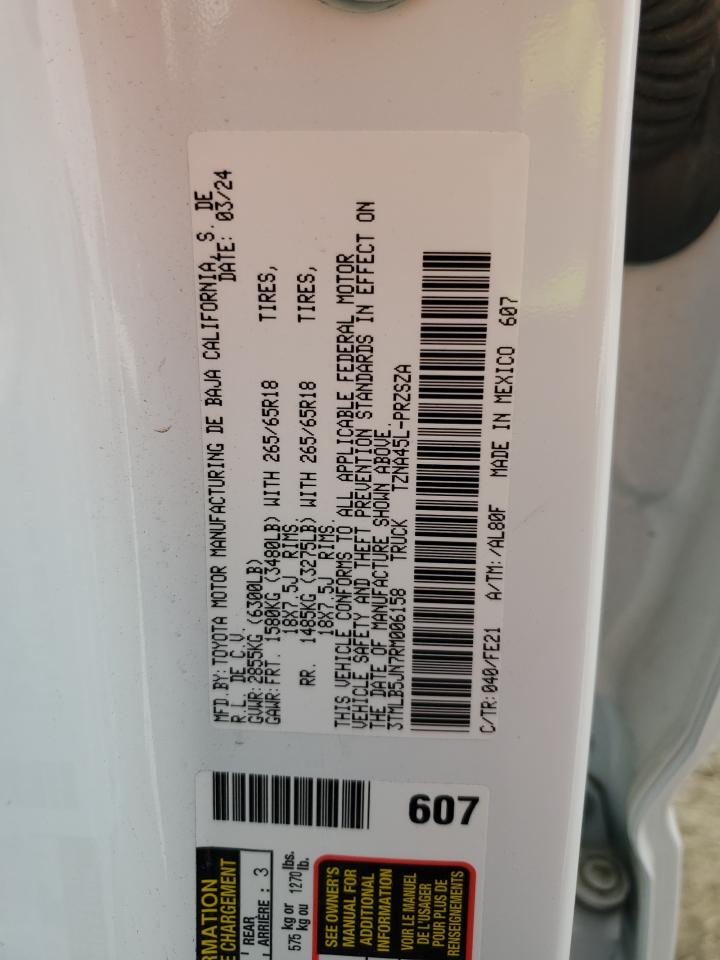 MFD.BY:TOYOTA MOTOR MANUFACTURING DE BAJA CALIFORNIA, S. DE
R.L. DE C.V. DATE: 03/24
GVWR:2855KG (6300LB)
GAWR:FRT. 1580KG (3480LB) WITH 265/65R18 TIRES,
18X7.5J RIMS
RR. 1485KG (3275LB) WITH 265/65R18 TIRES,
18X7.5J RIMS.
THIS VEHICLE CONFORMS TO ALL APPLICABLE FEDERAL MOTOR
VEHICLE SAFETY AND THEFT PREVENTION STANDARDS IN EFFECT ON
THE DATE OF MANUFACTURE SHOWN ABOVE.
3TMLB5JN7RM006158 TRUCK TZNA45L-PRZSZA
C/TR:040/FE21 A/TM:/AL80F MADE IN MEXICO 607
607
REAR
ARRIÈRE : 3
575 kg or 1270 lbs.
kg ou lb.
SEE OWNER'S
MANUAL FOR
ADDITIONAL
INFORMATION
VOIR LE MANUEL
DE L'USAGER
POUR PLUS DE
RENSEIGNEMENTS